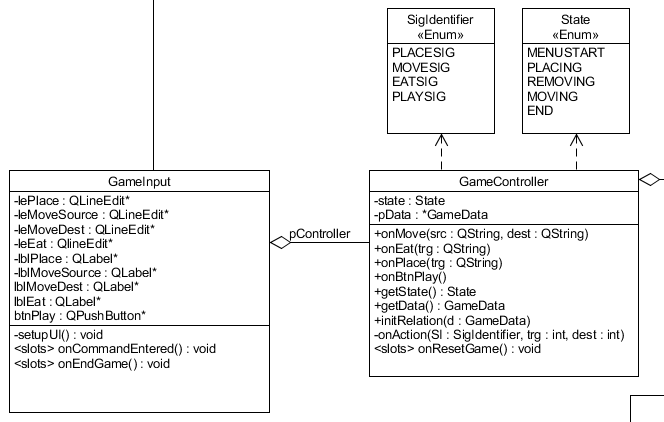 SigIdentifier
«Enum»
PLACESIG
MOVESIG
EATSIG
PLAYSIG
State
«Enum»
MENUSTART
PLACING
REMOVING
MOVING
END
GameInput
-lePlace : QLineEdit*
-leMoveSource : QLineEdit*
-leMoveDest : QLineEdit*
-leEat : QlineEdit*
-lblPlace : QLabel*
-lblMoveSource : QLabel*
lblMoveDest : QLabel*
lblEat : QLabel*
btnPlay : QPushButton*
-setupUI() : void
<slots> onCommandEntered() : void
<slots> onEndGame() : void
pController
GameController
-state : State
-pData : *GameData
+onMove(src : QString, dest : QString)
+onEat(trg : QString)
+onPlace(trg : QString)
+onBtnPlay()
+getState() : State
+getData() : GameData
+initRelation(d : GameData)
-onAction(SI : SigIdentifier, trg : int, dest : int)
<slots> onResetGame() : void